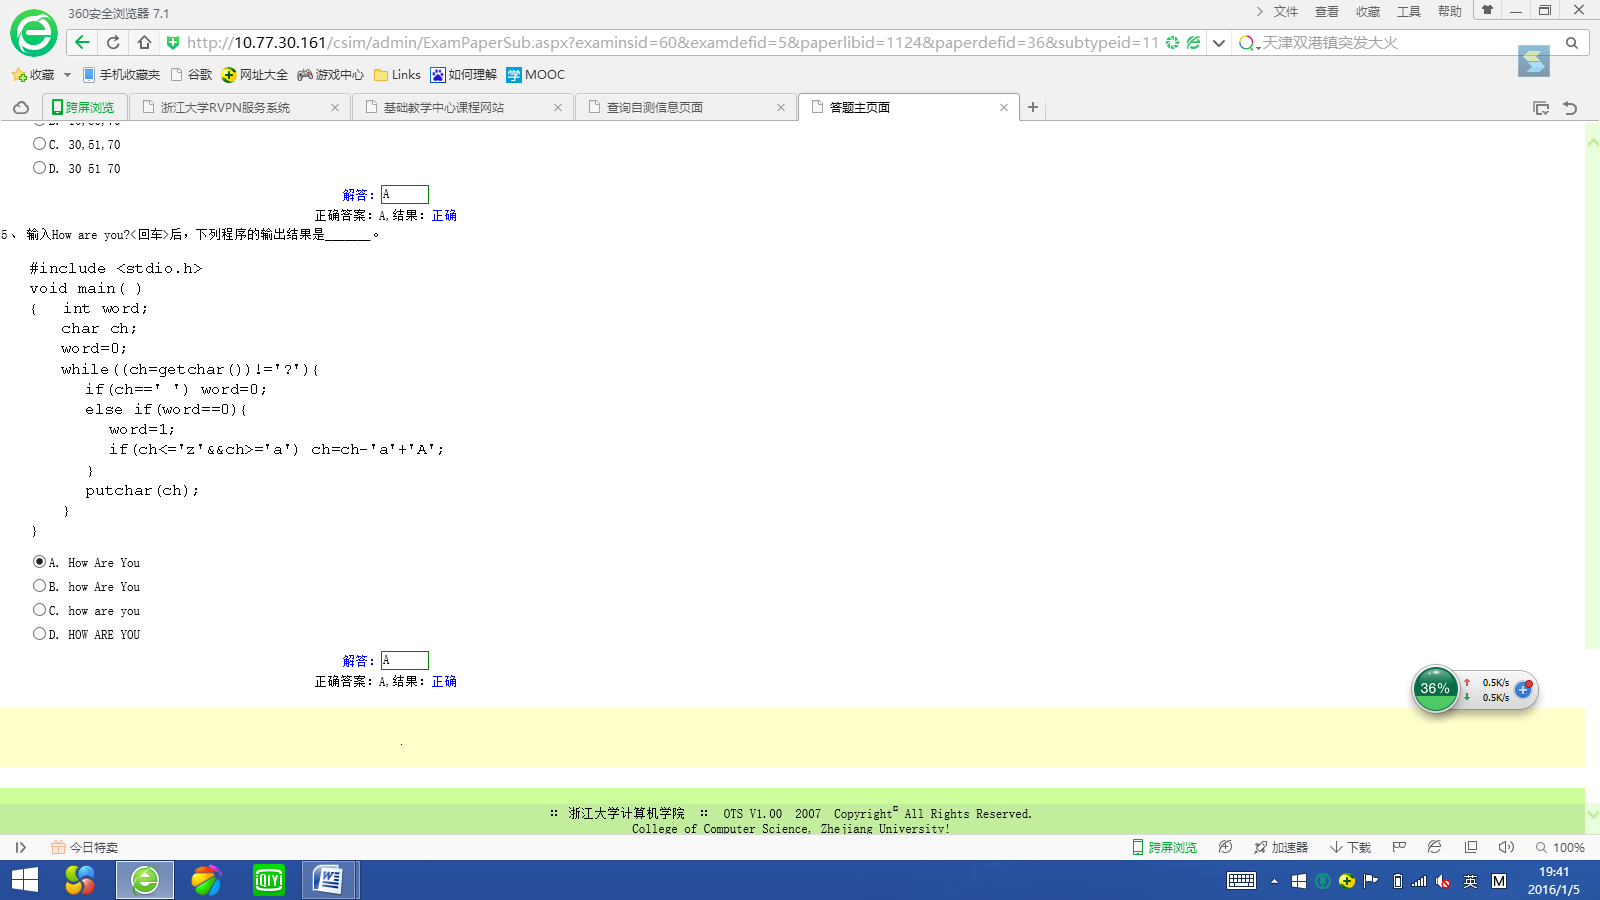 360安全浏览器 7.1
文件 查看 收藏 工具 帮助
http://10.77.30.161/csim/admin/ExamPaperSub.aspx?examinsid=60&examdefid=5&paperlibid=1124&paperdefid=36&subtypeid=11
天津双港镇突发大火
收藏 手机收藏夹 谷歌 网址大全 游戏中心 Links 如何理解 MOOC
跨屏浏览 浙江大学RVPN服务系统 基础教学中心课程网站 查询自测信息页面 答题主页面
C. 30,51,70
D. 30 51 70
解答: A
正确答案: A,结果: 正确
5、 输入How are you?<回车>后, 下列程序的输出结果是______。
#include <stdio.h>
void main( )
{ int word;
char ch;
word=0;
while((ch=getchar())!='?'){
if(ch==' ') word=0;
else if(word==0){
word=1;
if(ch<='z'&&ch>='a') ch=ch-'a'+'A';
}
putchar(ch);
}
}
A. How Are You
B. how Are You
C. how are you
D. HOW ARE YOU
解答: A
正确答案: A,结果: 正确
36%
0.5K/s
0.5K/s
:: 浙江大学计算机学院 :: OTS V1.00 2007 Copyright© All Rights Reserved.
College of Computer Science, Zhejiang University!
今日特卖
跨屏浏览 加速器 下载 100%
QIY
英 M
19:41
2016/1/5